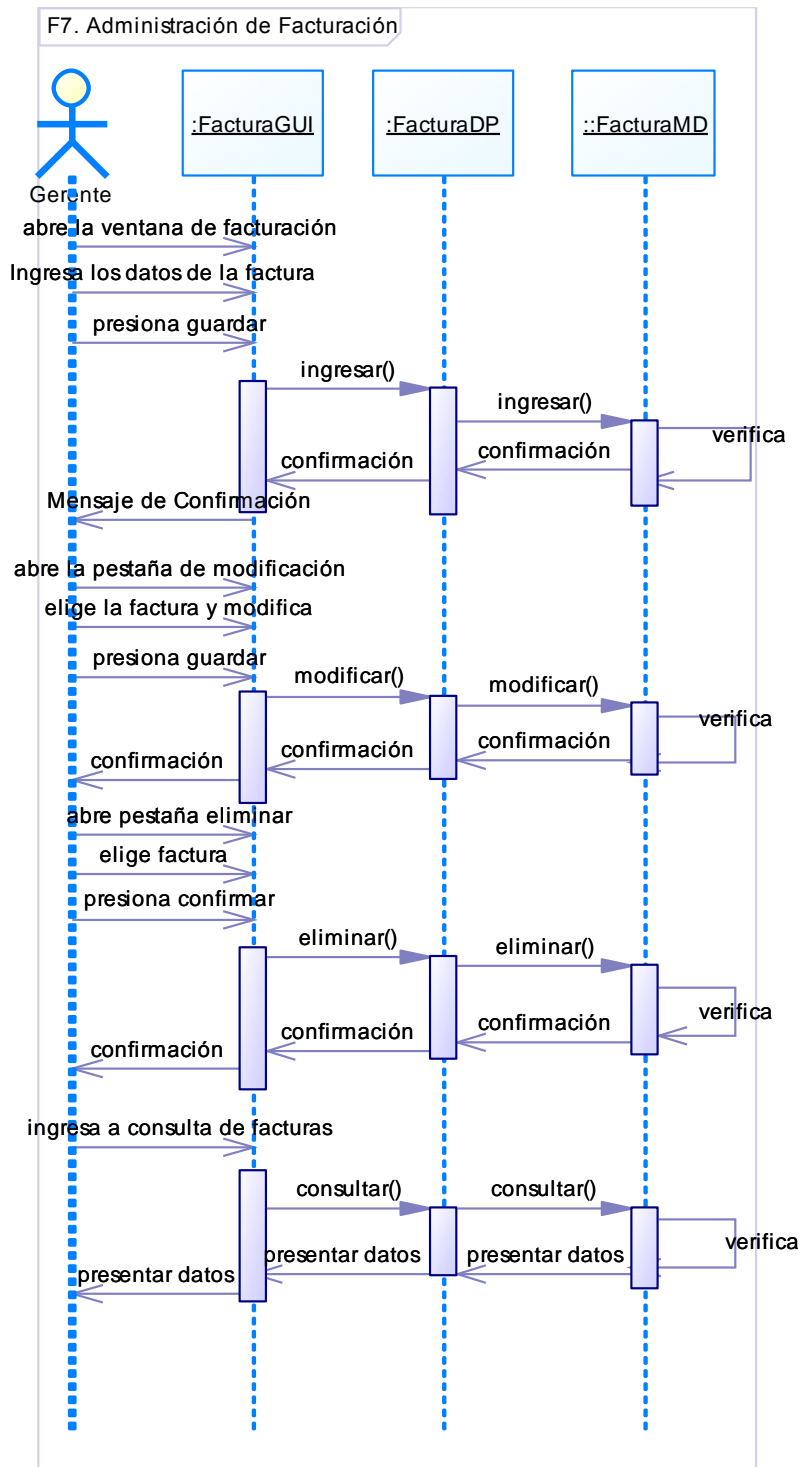 F7. Administración de Facturación
:FacturaGUI
:FacturaDP
::FacturaMD
Gerente
abre la ventana de facturación
Ingresa los datos de la factura
presiona guardar
ingresar()
ingresar()
verifica
confirmación
confirmación
Mensaje de Confirmación
abre la pestaña de modificación
elige la factura y modifica
presiona guardar
modificar()
modificar()
verifica
confirmación
confirmación
confirmación
abre pestaña eliminar
elige factura
presiona confirmar
eliminar()
eliminar()
verifica
confirmación
confirmación
confirmación
ingresa a consulta de facturas
consultar()
consultar()
verifica
presentar datos
presentar datos
presentar datos